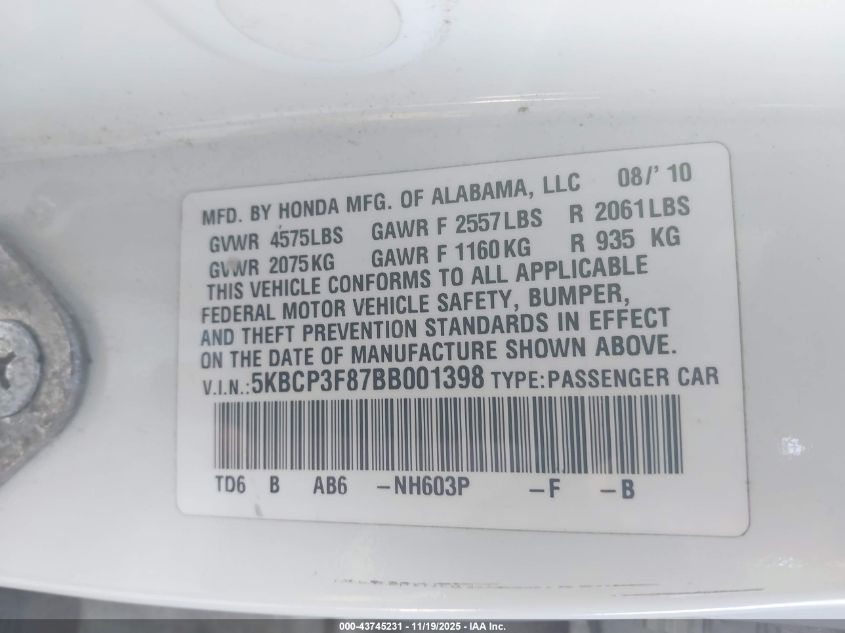 MFD. BY HONDA MFG. OF ALABAMA, LLC 08/'10
GVWR 4575LBS GAWR F 2557LBS R 2061LBS
GVWR 2075KG GAWR F 1160KG R 935 KG
THIS VEHICLE CONFORMS TO ALL APPLICABLE
FEDERAL MOTOR VEHICLE SAFETY, BUMPER,
AND THEFT PREVENTION STANDARDS IN EFFECT
ON THE DATE OF MANUFACTURE SHOWN ABOVE.
V.I.N.:5KBCP3F87BB001398 TYPE:PASSENGER CAR
TD6 B AB6 -NH603P -F -B
000-43745231 - 11/19/2025 - IAA Inc.